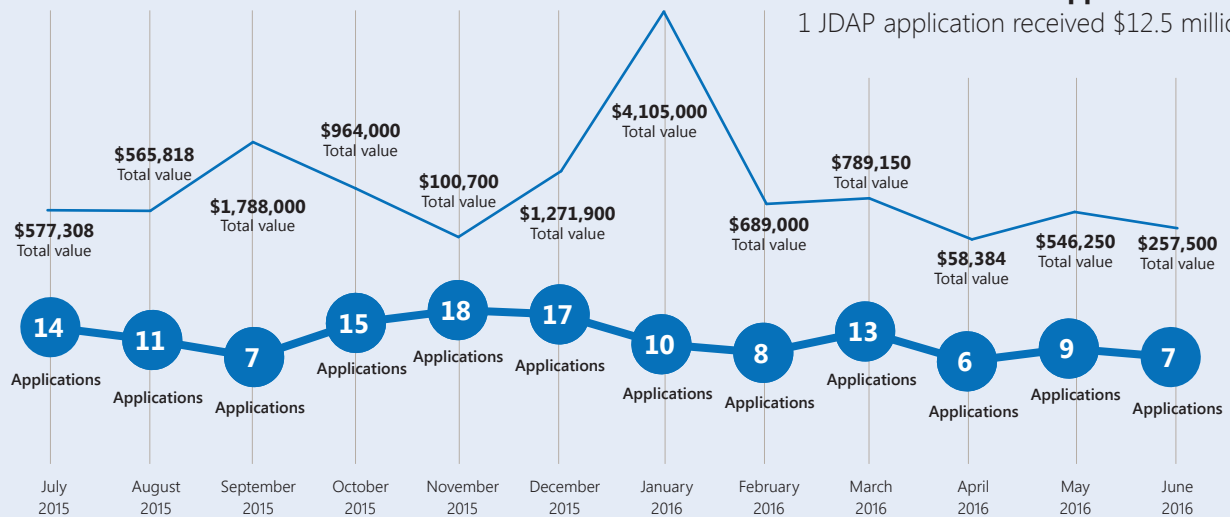 1 JDAP application received $12.5
$577,308
Total value
$565,818
Total value
$1,788,000
Total value
$964,000
Total value
$100,700
Total value
$1,271,900
Total value
$4,105,000
Total value
$689,000
Total value
$789,150
Total value
$58,384
Total value
$546,250
Total value
$257,500
Total value
14
Applications
11
Applications
7
Applications
15
Applications
18
Applications
17
Applications
10
Applications
8
Applications
13
Applications
6
Applications
9
Applications
7
Applications
July
2015
August
2015
September
2015
October
2015
November
2015
December
2015
January
2016
February
2016
March
2016
April
2016
May
2016
June
2016